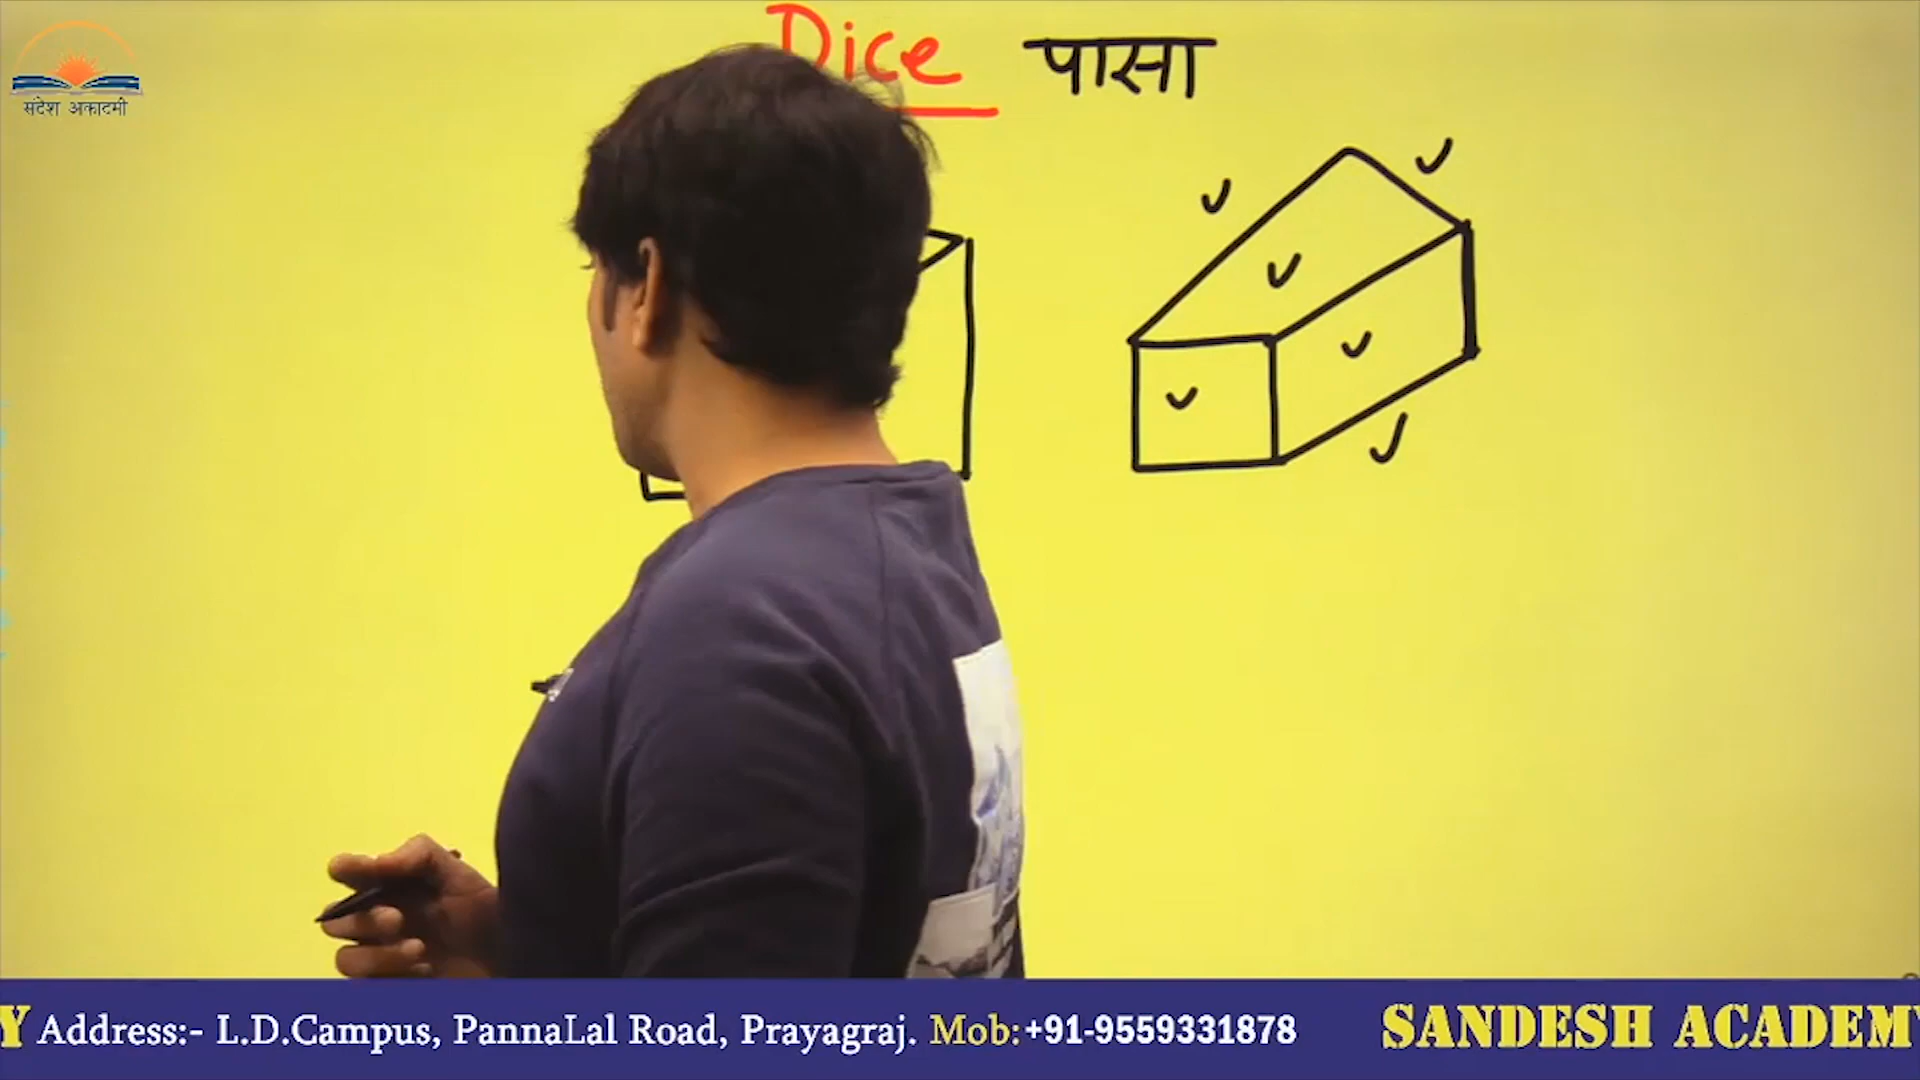 Dice पासा
संदेश अकादमी
Y Address:- L.D.Campus, PannaLal Road, Prayagraj. Mob:+91-9559331878 SANDESH ACADEMY